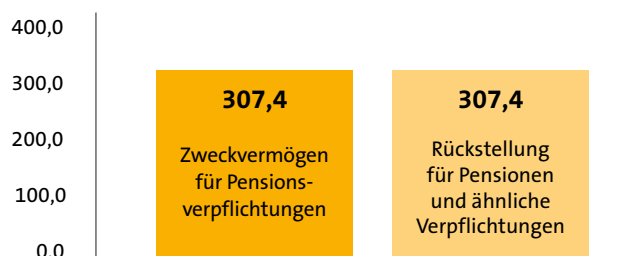 400,0
300,0
200,0
100,0
0,0
307,4
Zweckvermögen
für Pensions-
verpflichtungen
307,4
Rückstellung
für Pensionen
und ähnliche
Verpflichtungen